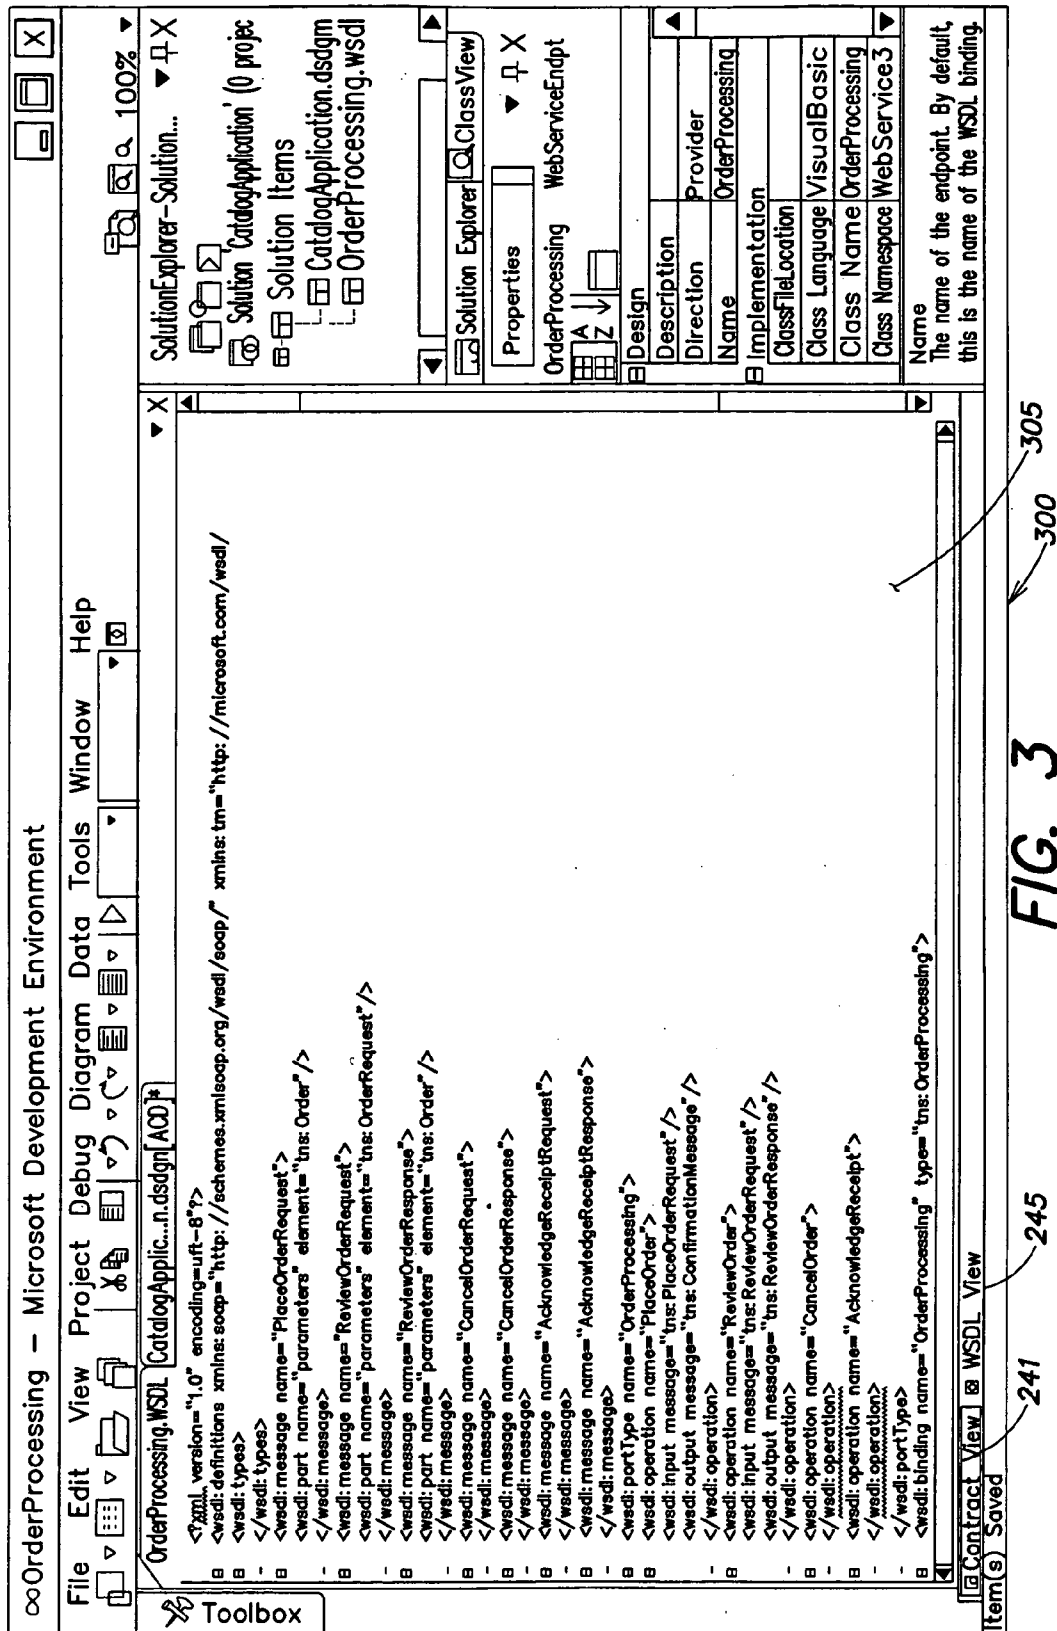 ∞OrderProcessing — Microsoft Development Environment
File Edit View Project Debug Diagram Data Tools Window Help
100%
Toolbox
OrderProcessing.WSDL CatalogApplic...n.dsdgn[ACD]*
<?xml version="1.0" encoding=uft-8"?>
<wsdl: definitions xmlns: soap="http: //schemes.xmlsoap.org/wsdl/soap/" xmlns: tm="http: //microsoft.com/wsdl/
<wsdl: types>
</wsdl: types>
<wsdl: message name="PlaceOrderRequest">
<wsdl: part name="parameters" element="tns: Order"/>
</wsdl: message>
<wsdl: message name="ReviewOrderRequest">
<wsdl: part name="parameters" element="tns: OrderRequest"/>
</wsdl: message>
<wsdl: message name="ReviewOrderResponse">
<wsdl: part name="parameters" element="tns: Order"/>
</wsdl: message>
<wsdl: message name="CancelOrderRequest">
</wsdl: message>
<wsdl: message name="CancelOrderResponse">
</wsdl: message>
<wsdl: message name="AcknowledgeReceiptRequest">
</wsdl: message>
<wsdl: message name="AcknowledgeReceiptResponse">
</wsdl: message>
<wsdl: portType name="OrderProcessing">
<wsdl: operation name="PlaceOrder">
<wsdl: input message="tns: PlaceOrderRequest"/>
<wsdl: output message="tns: ConfirmationMessage"/>
</wsdl: operation>
<wsdl: operation name="ReviewOrder">
<wsdl: input message="tns: ReviewOrderRequest"/>
<wsdl: output message="tns: ReviewOrderResponse"/>
</wsdl: operation>
<wsdl: operation name="CancelOrder">
</wsdl: operation>
<wsdl: operation name="AcknowledgeReceipt">
</wsdl: operation>
</wsdl: portType>
<wsdl: binding name="OrderProcessing" type="tns: OrderProcessing">
Contract View WSDL View
Item(s) Saved
SolutionExplorer-Solution...
Solution 'CatalogApplication' (0 projec
Solution Items
CatalogApplication.dsdgm
OrderProcessing.wsdl
Solution Explorer ClassView
Properties
OrderProcessing WebServiceEndpt
A
Z
Design
Description
Direction Provider
Name OrderProcessing
Implementation
ClassFileLocation
Class Language VisualBasic
Class Name OrderProcessing
Class Namespace WebService3
Name
The name of the endpoint. By default,
this is the name of the WSDL binding.
241
245
300
305
FIG. 3